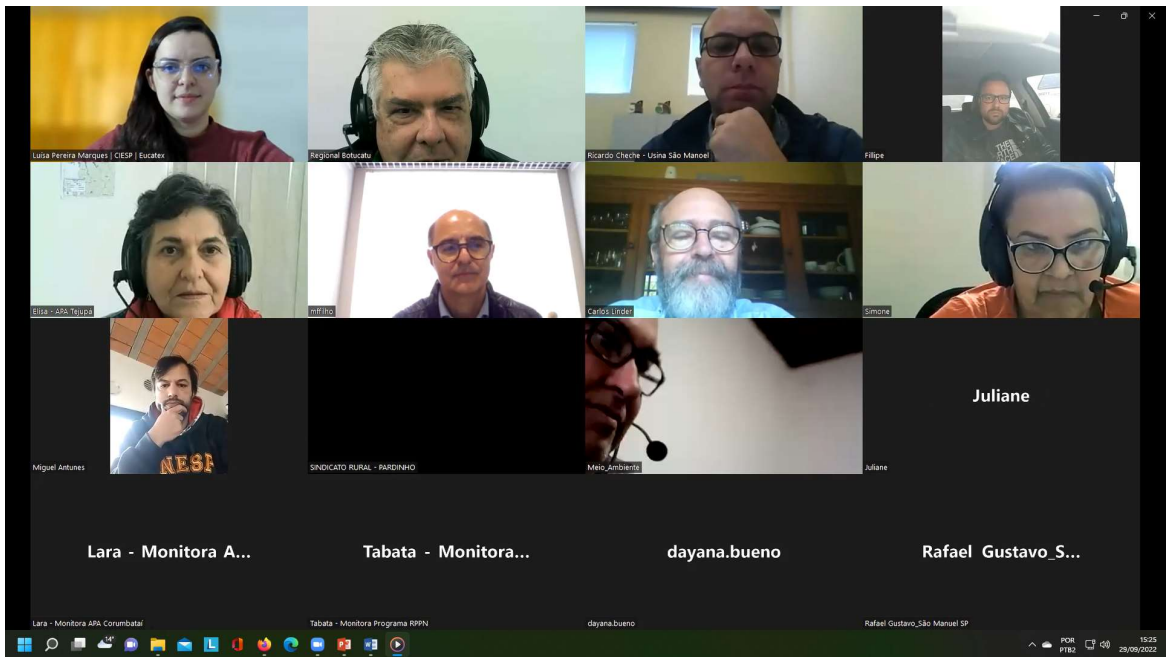 Luísa Pereira Marques | CIESP | Eucatex
Regional Botucatu
Ricardo Cheche - Usina São Manoel
Fillipe
THE
Elisa - APA Tejupá
mffilho
Carlos Linder
Simone
NESP
Miguel Antunes
SINDICATO RURAL - PARDINHO
Meio_Ambiente
Juliane
Juliane
Lara - Monitora A...
Tabata - Monitora...
dayana.bueno
Rafael Gustavo_S...
Lara - Monitora APA Corumbataí
Tabata - Monitora Programa RPPN
dayana.bueno
Rafael Gustavo_São Manuel SP
14°
L
POR
PTB2
15:25
29/09/2022